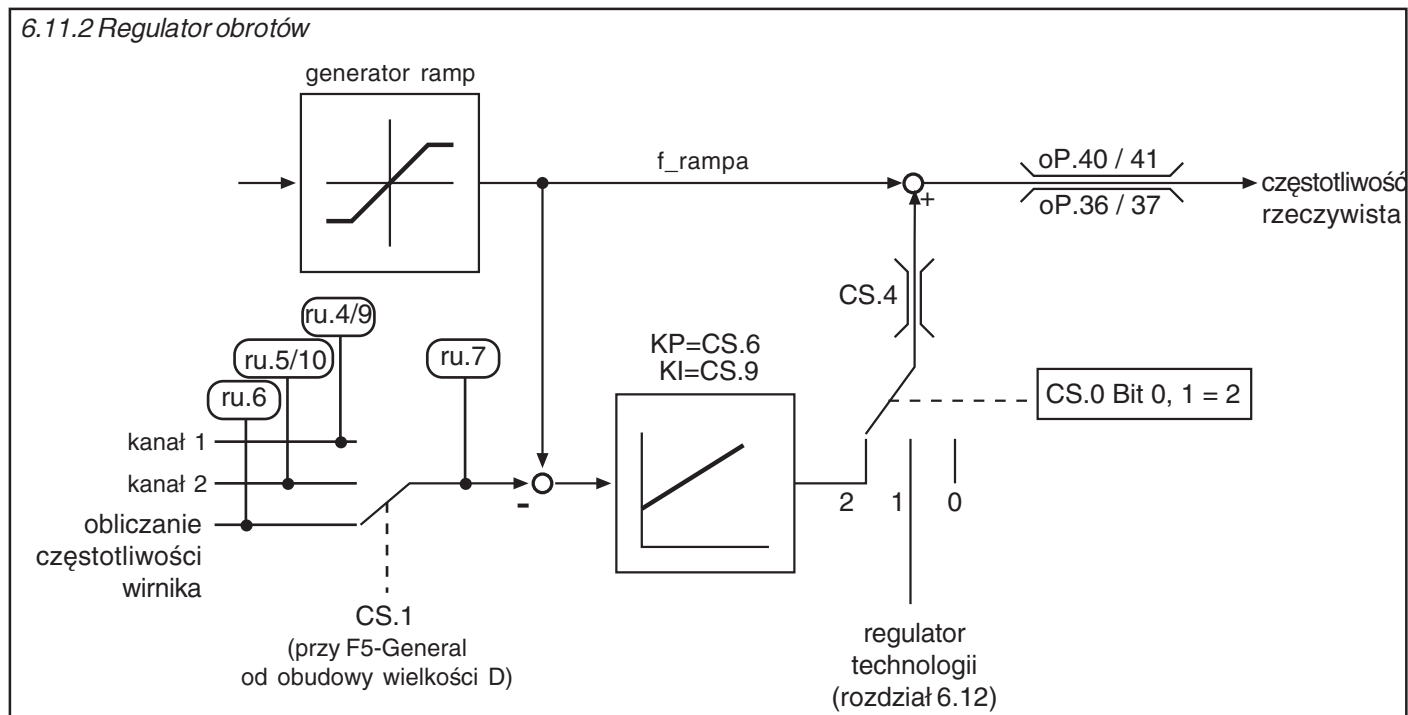 6.11.2 Regulator obrotów
generator ramp
f_rampa
oP.40 / 41
oP.36 / 37
+
częstotliwość
rzeczywista
CS.4
ru.4/9
ru.5/10
ru.6
ru.7
KP=CS.6
KI=CS.9
CS.0 Bit 0, 1 = 2
kanał 1
kanał 2
obliczanie
częstotliwości
wirnika
-
2
1
0
CS.1
(przy F5-General
od obudowy wielkości D)
regulator
technologii
(rozdział 6.12)